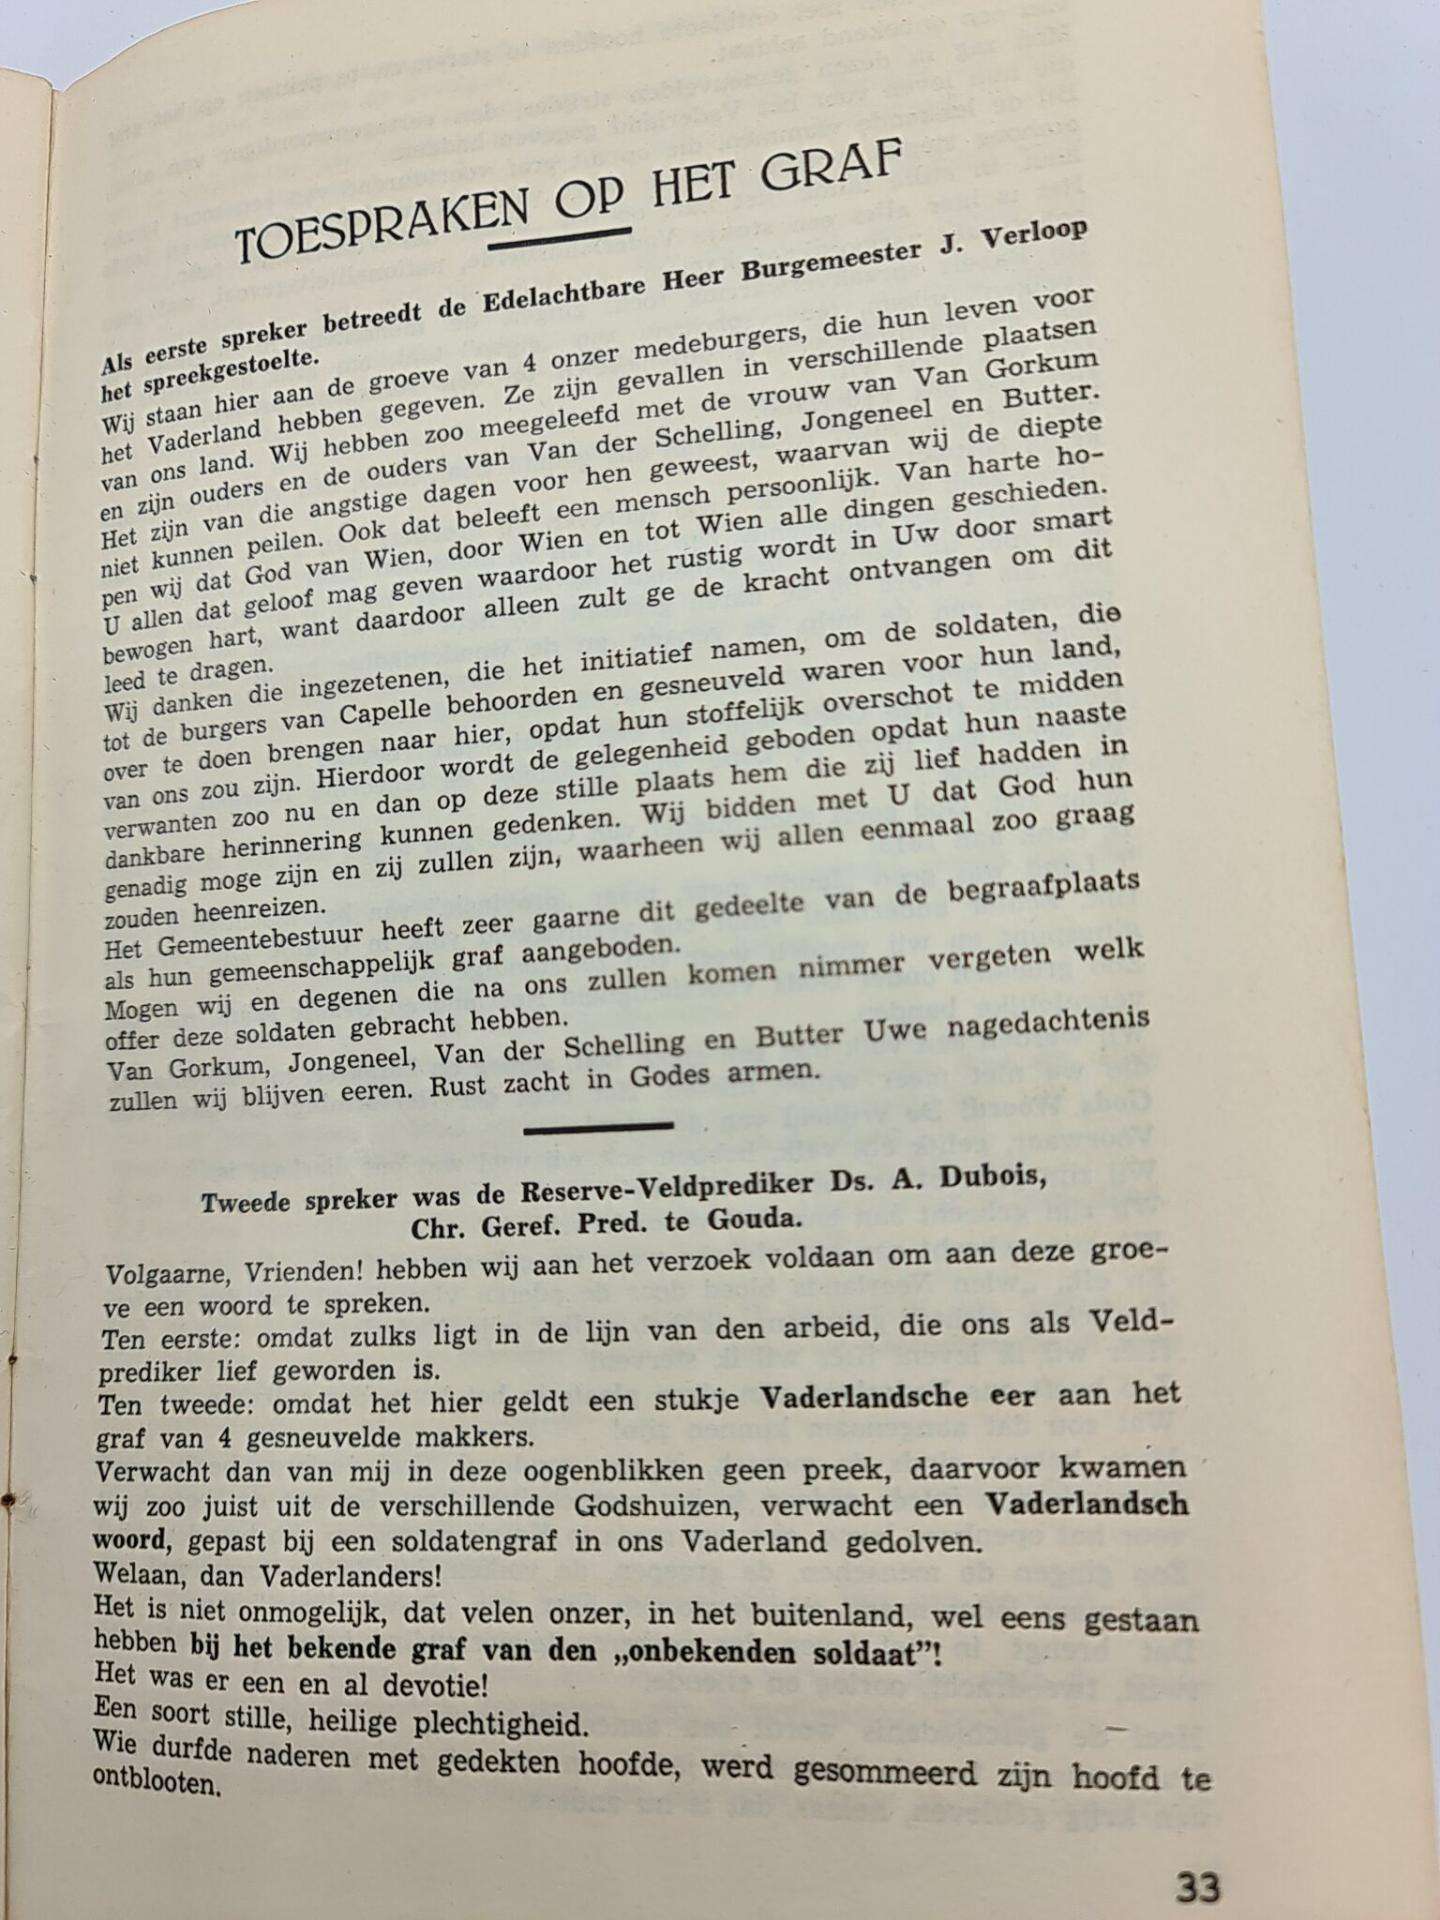 TOESPRAKEN OP HET GRAF
Als eerste spreker betreedt de Edelachtbare Heer Burgemeester J. Verloop
het spreekgestoelte.
Wij staan hier aan de groeve van 4 onzer medeburgers, die hun leven voor
het Vaderland hebben gegeven. Ze zijn gevallen in verschillende plaatsen
van ons land. Wij hebben zoo meegeleefd met de vrouw van Van Gorkum
en zijn ouders en de ouders van Van der Schelling, Jongeneel en Butter.
Het zijn van die angstige dagen voor hen geweest, waarvan wij de diepte
niet kunnen peilen. Ook dat beleeft een mensch persoonlijk. Van harte ho-
pen wij dat God van Wien, door Wien en tot Wien alle dingen geschieden.
U allen dat geloof mag geven waardoor het rustig wordt in Uw door smart
bewogen hart, want daardoor alleen zult ge de kracht ontvangen om dit
leed te dragen.
Wij danken die ingezetenen, die het initiatief namen, om de soldaten, die
tot de burgers van Capelle behoorden en gesneuveld waren voor hun land,
over te doen brengen naar hier, opdat hun stoffelijk overschot te midden
van ons zou zijn. Hierdoor wordt de gelegenheid geboden opdat hun naaste
verwanten zoo nu en dan op deze stille plaats hem die zij lief hadden in
dankbare herinnering kunnen gedenken. Wij bidden met U dat God hun
genadig moge zijn en zij zullen zijn, waarheen wij allen eenmaal zoo graag
zouden heenreizen.
Het Gemeentebestuur heeft zeer gaarne dit gedeelte van de begraafplaats
als hun gemeenschappelijk graf aangeboden.
Mogen wij en degenen die na ons zullen komen nimmer vergeten welk
offer deze soldaten gebracht hebben.
Van Gorkum, Jongeneel, Van der Schelling en Butter Uwe nagedachtenis
zullen wij blijven eeren. Rust zacht in Godes armen.
Tweede spreker was de Reserve-Veldprediker Ds. A. Dubois,
Chr. Geref. Pred. te Gouda.
Volgaarne, Vrienden! hebben wij aan het verzoek voldaan om aan deze groe-
ve een woord te spreken.
Ten eerste: omdat zulks ligt in de lijn van den arbeid, die ons als Veld-
prediker lief geworden is.
Ten tweede: omdat het hier geldt een stukje Vaderlandsche eer aan het
graf van 4 gesneuvelde makkers.
Verwacht dan van mij in deze oogenblikken geen preek, daarvoor kwamen
wij zoo juist uit de verschillende Godshuizen, verwacht een Vaderlandsch
woord, gepast bij een soldatengraf in ons Vaderland gedolven.
Welaan, dan Vaderlanders!
Het is niet onmogelijk, dat velen onzer, in het buitenland, wel eens gestaan
hebben bij het bekende graf van den „onbekenden soldaat”!
Het was er een en al devotie!
Een soort stille, heilige plechtigheid.
Wie durfde naderen met gedekten hoofde, werd gesommeerd zijn hoofd te
ontblooten.
33